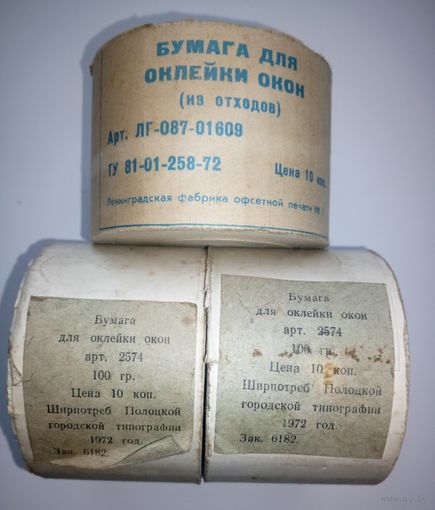 БУМАГА ДЛЯ
ОКЛЕЙКИ ОКОН
(ИЗ ОТХОДОВ)
Арт. ЛГ-087-01609
ТУ 81-01-258-72 Цена 10 коп.
Ленинградская фабрика офсетной печати №
Бумага
для оклейки окон
арт. 2574
100 гр.
Цена 10 коп.
Ширпотреб Полоцкой
городской типографии
1972 год.
Зак. 6182.
Бумага
для оклейки окон
арт. 2574
100 гр.
Цена 10 коп.
Ширпотреб Полоцкой
городской типографии
1972 год.
Зак. 6182.